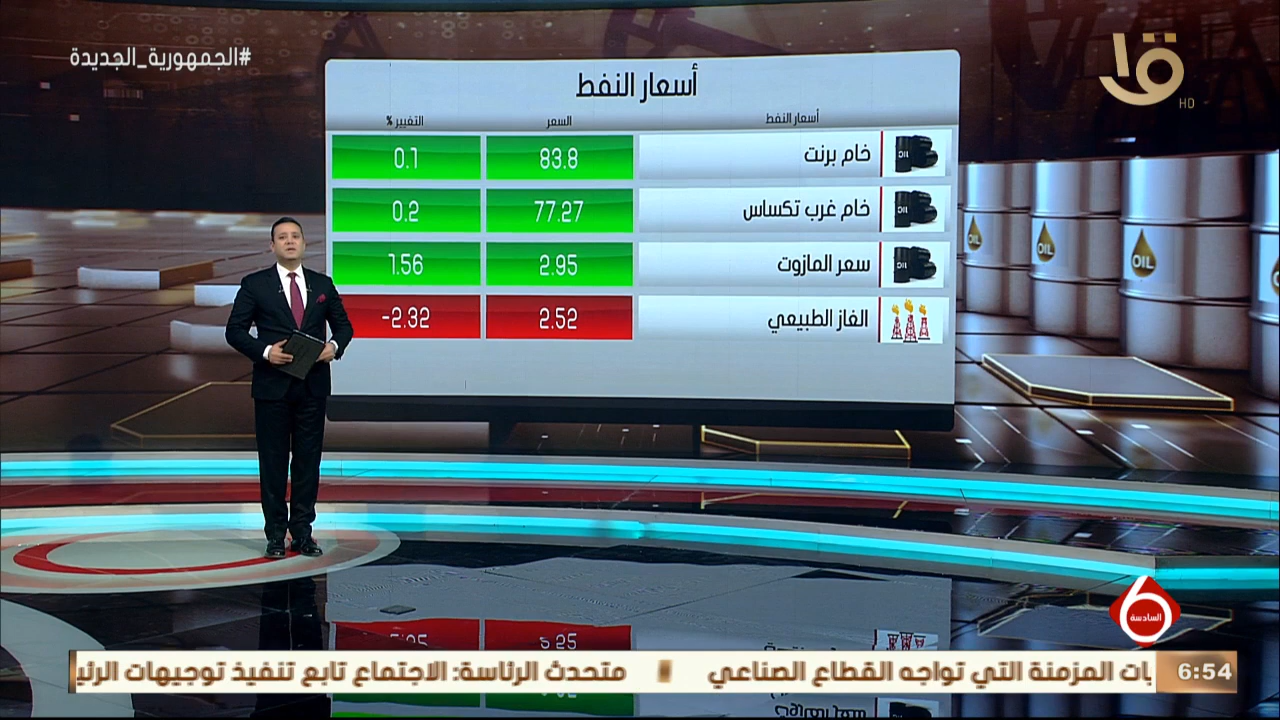 #الجمهورية_الجديدة
HD
أسعار النفط
أسعار النفط السعر التغيير %
خام برنت 83.8 0.1
خام غرب تكساس 77.27 0.2
سعر المازوت 2.95 1.56
الغاز الطبيعي 2.52 -2.32
OIL
OIL
OIL
6
السادسة
6:54
المزمنة التي تواجه القطاع الصناعي متحدث الرئاسة: الاجتماع تابع تنفيذ توجيهات